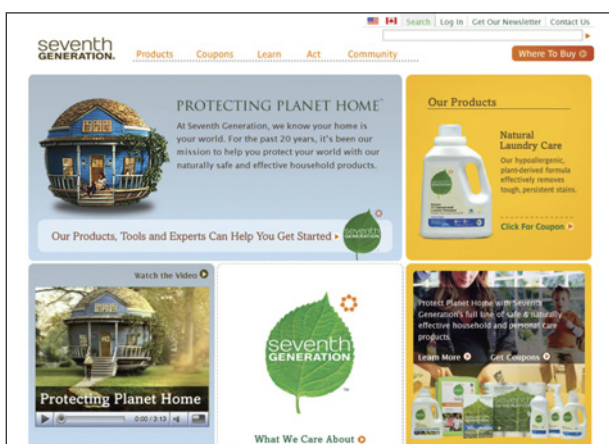 Search Log In Get Our Newsletter Contact Us
seventh
GENERATION.
Products Coupons Learn Act Community
Where To Buy
PROTECTING PLANET HOME™
At Seventh Generation, we know your home is
your world. For the past 20 years, it's been our
mission to help you protect your world with our
naturally safe and effective household products.
Our Products, Tools and Experts Can Help You Get Started
seventh
GENERATION
Our Products
Natural
Laundry Care
Our hypoallergenic,
plant-derived formula
effectively removes
tough, persistent stains.
Click For Coupon
seventh
GENERATION
Watch the Video
Protecting Planet Home
0:00 / 3:13
seventh
GENERATION
™
What We Care About
Protect Planet Home with Seventh
Generation's full line of safe & naturally
effective household and personal care
products.
Learn More Get Coupons